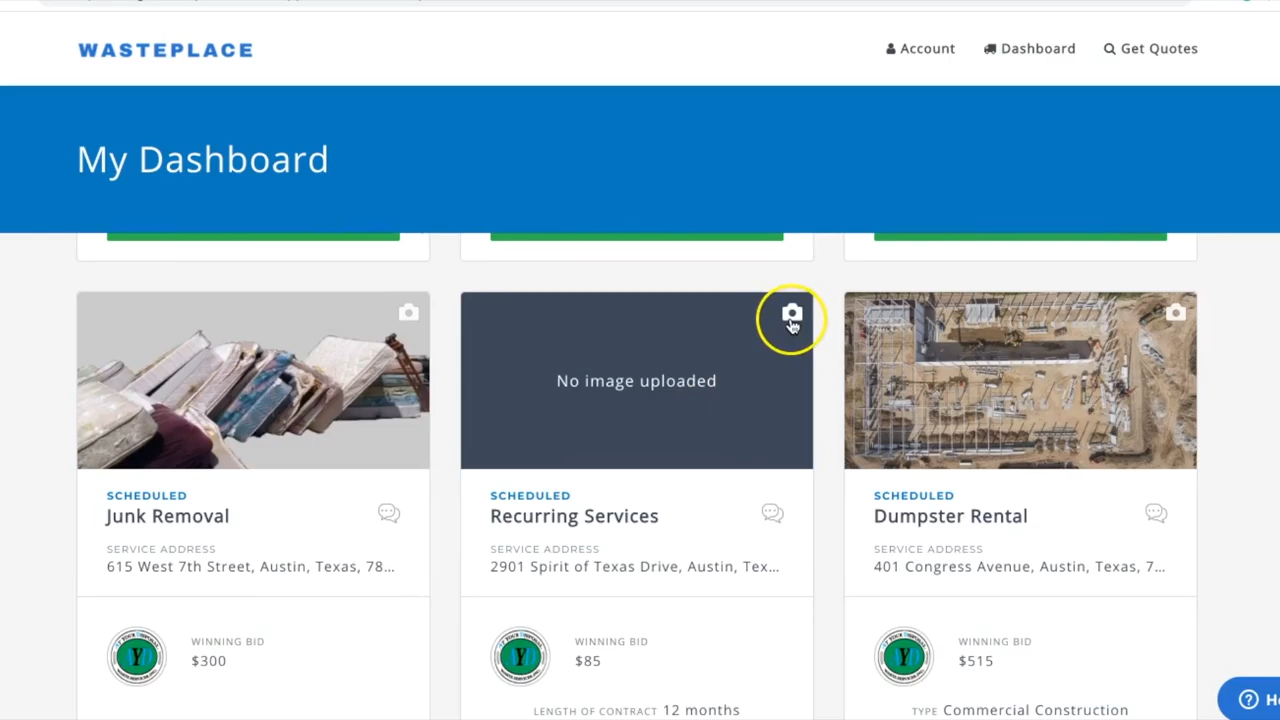 WASTEPLACE
Account Dashboard Get Quotes
My Dashboard
No image uploaded
SCHEDULED
Junk Removal
SERVICE ADDRESS
615 West 7th Street, Austin, Texas, 78...
WINNING BID
$300
SCHEDULED
Recurring Services
SERVICE ADDRESS
2901 Spirit of Texas Drive, Austin, Tex...
WINNING BID
$85
LENGTH OF CONTRACT 12 months
SCHEDULED
Dumpster Rental
SERVICE ADDRESS
401 Congress Avenue, Austin, Texas, 7...
WINNING BID
$515
TYPE Commercial Construction